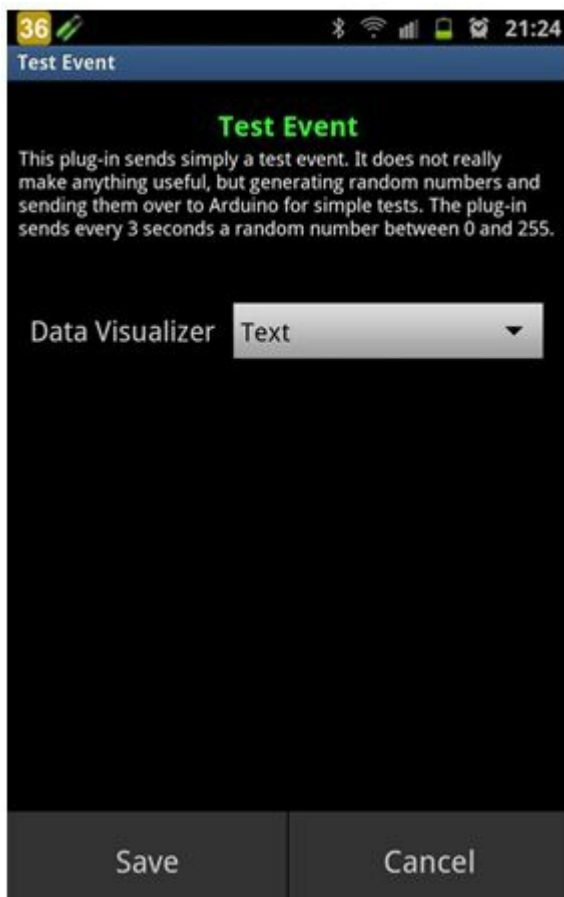 36 21:24
Test Event
Test Event
This plug-in sends simply a test event. It does not really
make anything useful, but generating random numbers and
sending them over to Arduino for simple tests. The plug-in
sends every 3 seconds a random number between 0 and 255.
Data Visualizer Text
Save Cancel